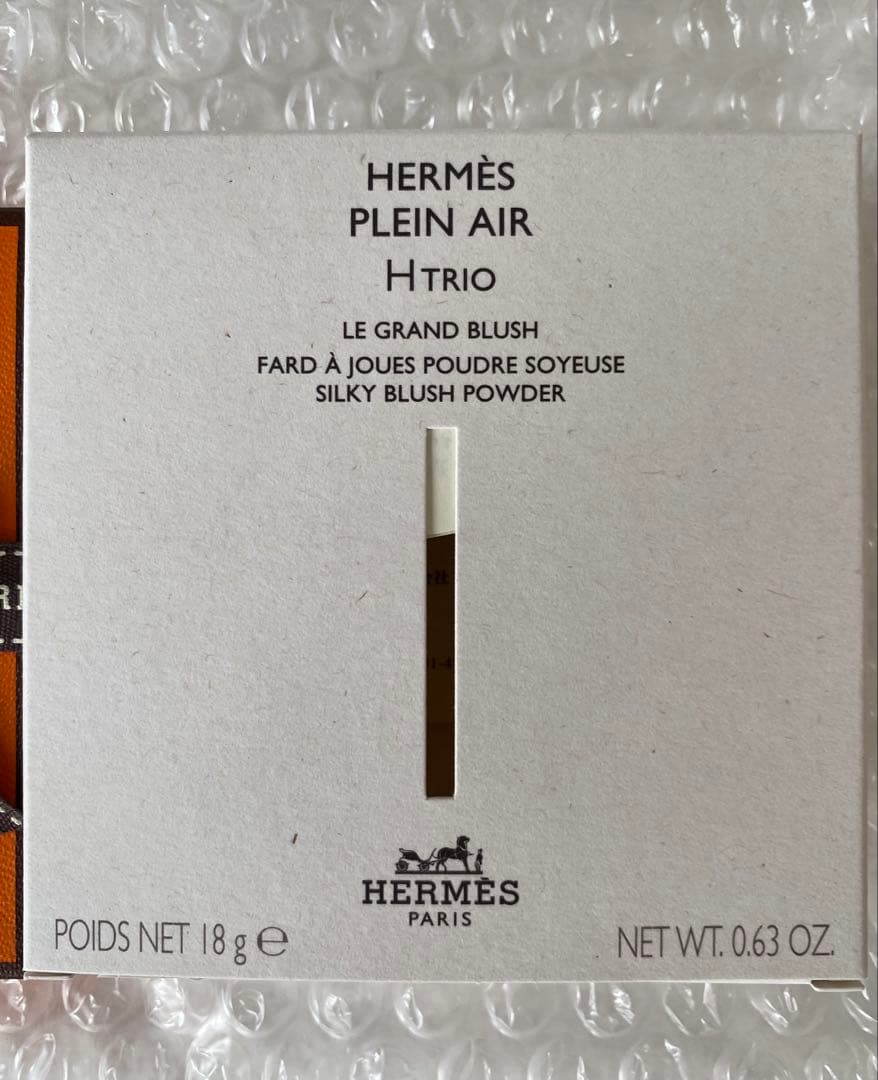 HERMÈS
PLEIN AIR
H TRIO
LE GRAND BLUSH
FARD À JOUES POUDRE SOYEUSE
SILKY BLUSH POWDER
HERMÈS
PARIS
POIDS NET 18 g ℮
NET WT. 0.63 OZ.